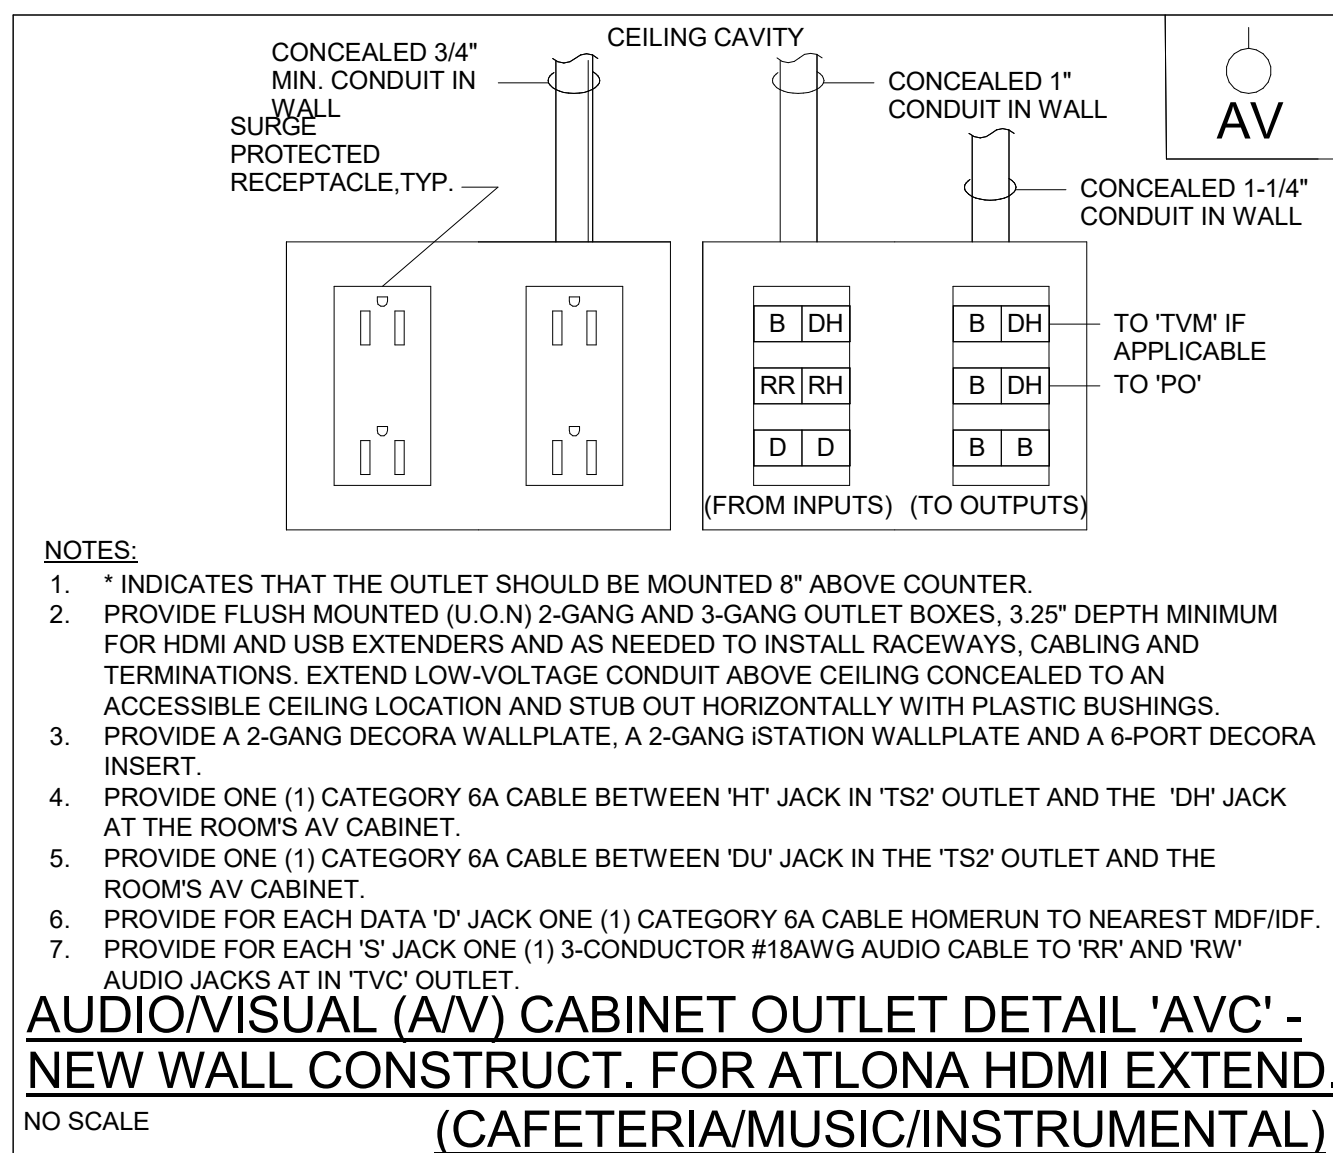 CEILING CAVITY
CONCEALED 3/4"
MIN. CONDUIT IN
WALL
SURGE
PROTECTED
RECEPTACLE,TYP.
CONCEALED 1"
CONDUIT IN WALL
AV
CONCEALED 1-1/4"
CONDUIT IN WALL
B DH
RR RH
D D
(FROM INPUTS)
B DH
B DH
B B
(TO OUTPUTS)
TO 'TVM' IF
APPLICABLE
TO 'PO'
NOTES:
1. * INDICATES THAT THE OUTLET SHOULD BE MOUNTED 8" ABOVE COUNTER.
2. PROVIDE FLUSH MOUNTED (U.O.N) 2-GANG AND 3-GANG OUTLET BOXES, 3.25" DEPTH MINIMUM
FOR HDMI AND USB EXTENDERS AND AS NEEDED TO INSTALL RACEWAYS, CABLING AND
TERMINATIONS. EXTEND LOW-VOLTAGE CONDUIT ABOVE CEILING CONCEALED TO AN
ACCESSIBLE CEILING LOCATION AND STUB OUT HORIZONTALLY WITH PLASTIC BUSHINGS.
3. PROVIDE A 2-GANG DECORA WALLPLATE, A 2-GANG iSTATION WALLPLATE AND A 6-PORT DECORA
INSERT.
4. PROVIDE ONE (1) CATEGORY 6A CABLE BETWEEN 'HT' JACK IN 'TS2' OUTLET AND THE 'DH' JACK
AT THE ROOM'S AV CABINET.
5. PROVIDE ONE (1) CATEGORY 6A CABLE BETWEEN 'DU' JACK IN THE 'TS2' OUTLET AND THE
ROOM'S AV CABINET.
6. PROVIDE FOR EACH DATA 'D' JACK ONE (1) CATEGORY 6A CABLE HOMERUN TO NEAREST MDF/IDF.
7. PROVIDE FOR EACH 'S' JACK ONE (1) 3-CONDUCTOR #18AWG AUDIO CABLE TO 'RR' AND 'RW'
AUDIO JACKS AT IN 'TVC' OUTLET.
AUDIO/VISUAL (A/V) CABINET OUTLET DETAIL 'AVC' -
NEW WALL CONSTRUCT. FOR ATLONA HDMI EXTEND.
NO SCALE
(CAFETERIA/MUSIC/INSTRUMENTAL)